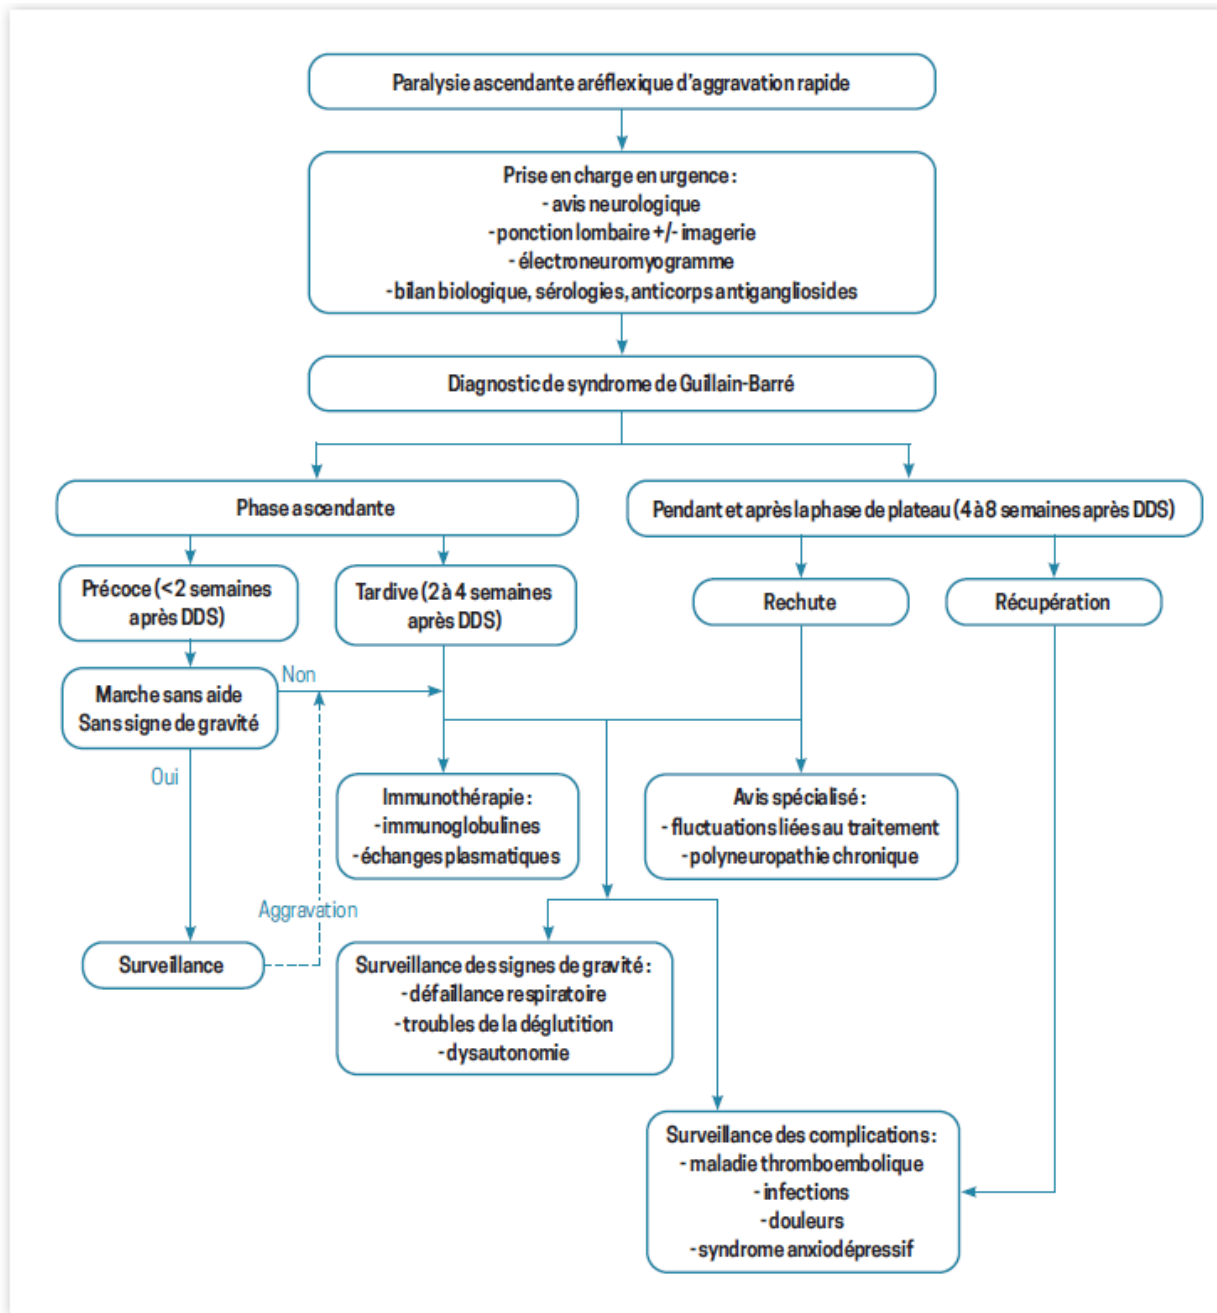 Paralysie ascendante aréflexique d'aggravation rapide
Prise en charge en urgence :
- avis neurologique
- ponction lombaire +/- imagerie
- électroneuromyogramme
- bilan biologique, sérologies, anticorps antigangliosides
Diagnostic de syndrome de Guillain-Barré
Phase ascendante
Pendant et après la phase de plateau (4 à 8 semaines après DDS)
Précoce (<2 semaines
après DDS)
Tardive (2 à 4 semaines
après DDS)
Rechute
Récupération
Marche sans aide
Sans signe de gravité
Non
Oui
Immunothérapie :
- immunoglobulines
- échanges plasmatiques
Avis spécialisé :
- fluctuations liées au traitement
- polyneuropathie chronique
Aggravation
Surveillance
Surveillance des signes de gravité :
- défaillance respiratoire
- troubles de la déglutition
- dysautonomie
Surveillance des complications :
- maladie thromboembolique
- infections
- douleurs
- syndrome anxiodépressif